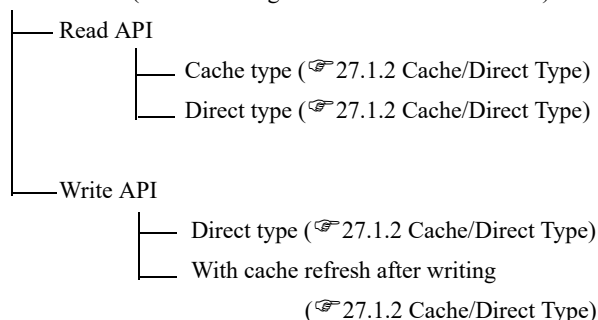 Read API
Cache type (☞27.1.2 Cache/Direct Type)
Direct type (☞27.1.2 Cache/Direct Type)
Write API
Direct type (☞27.1.2 Cache/Direct Type)
With cache refresh after writing
(☞27.1.2 Cache/Direct Type)